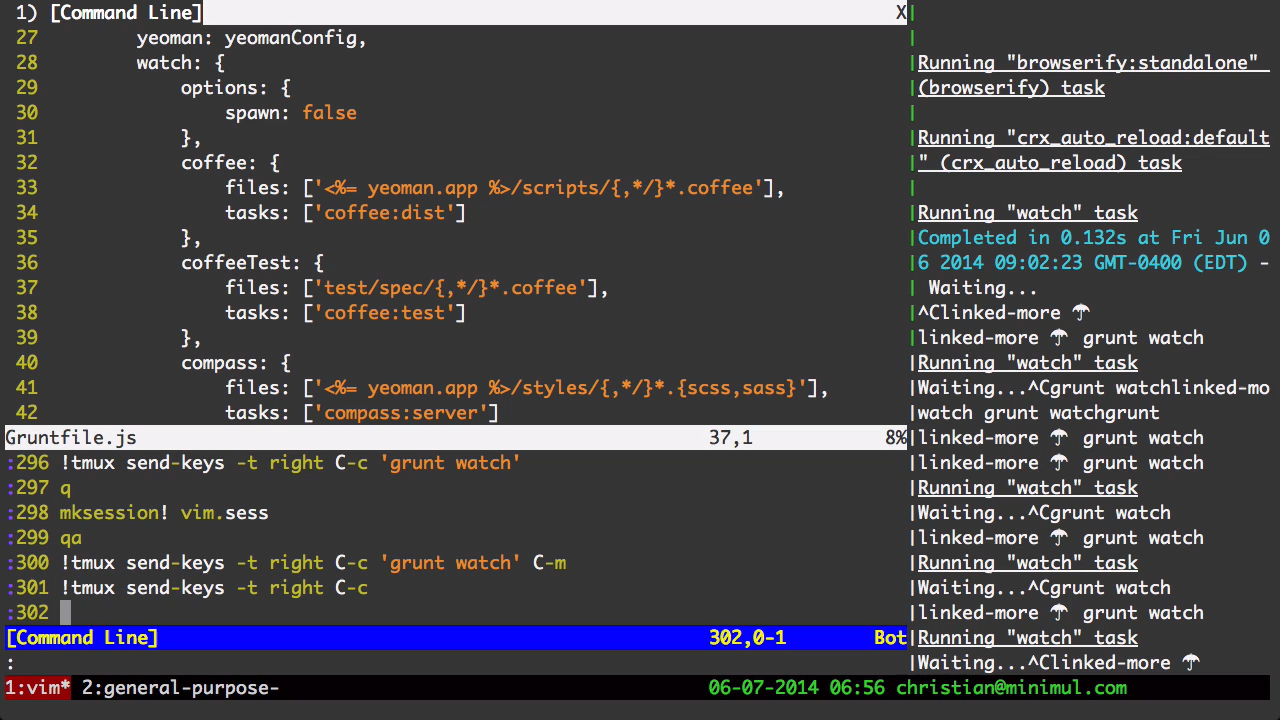 1) [Command Line] X
27 yeoman: yeomanConfig,
28 watch: {
29 options: {
30 spawn: false
31 },
32 coffee: {
33 files: ['<%= yeoman.app %>/scripts/{,*/}*.coffee'],
34 tasks: ['coffee:dist']
35 },
36 coffeeTest: {
37 files: ['test/spec/{,*/}*.coffee'],
38 tasks: ['coffee:test']
39 },
40 compass: {
41 files: ['<%= yeoman.app %>/styles/{,*/}*.{scss,sass}'],
42 tasks: ['compass:server']
Gruntfile.js 37,1 8%
:296 !tmux send-keys -t right C-c 'grunt watch'
:297 q
:298 mksession! vim.sess
:299 qa
:300 !tmux send-keys -t right C-c 'grunt watch' C-m
:301 !tmux send-keys -t right C-c
:302
[Command Line] 302,0-1 Bot
:
Running "browserify:standalone"
(browserify) task
Running "crx_auto_reload:default
" (crx_auto_reload) task
Running "watch" task
Completed in 0.132s at Fri Jun 0
6 2014 09:02:23 GMT-0400 (EDT) -
Waiting...
^Clinked-more ☂
linked-more ☂ grunt watch
Running "watch" task
Waiting...^Cgrunt watchlinked-mo
watch grunt watchgrunt
linked-more ☂ grunt watch
linked-more ☂ grunt watch
Running "watch" task
Waiting...^Cgrunt watch
linked-more ☂ grunt watch
Running "watch" task
Waiting...^Cgrunt watch
linked-more ☂ grunt watch
Running "watch" task
Waiting...^Clinked-more ☂
1:vim* 2:general-purpose- 06-07-2014 06:56 christian@minimul.com